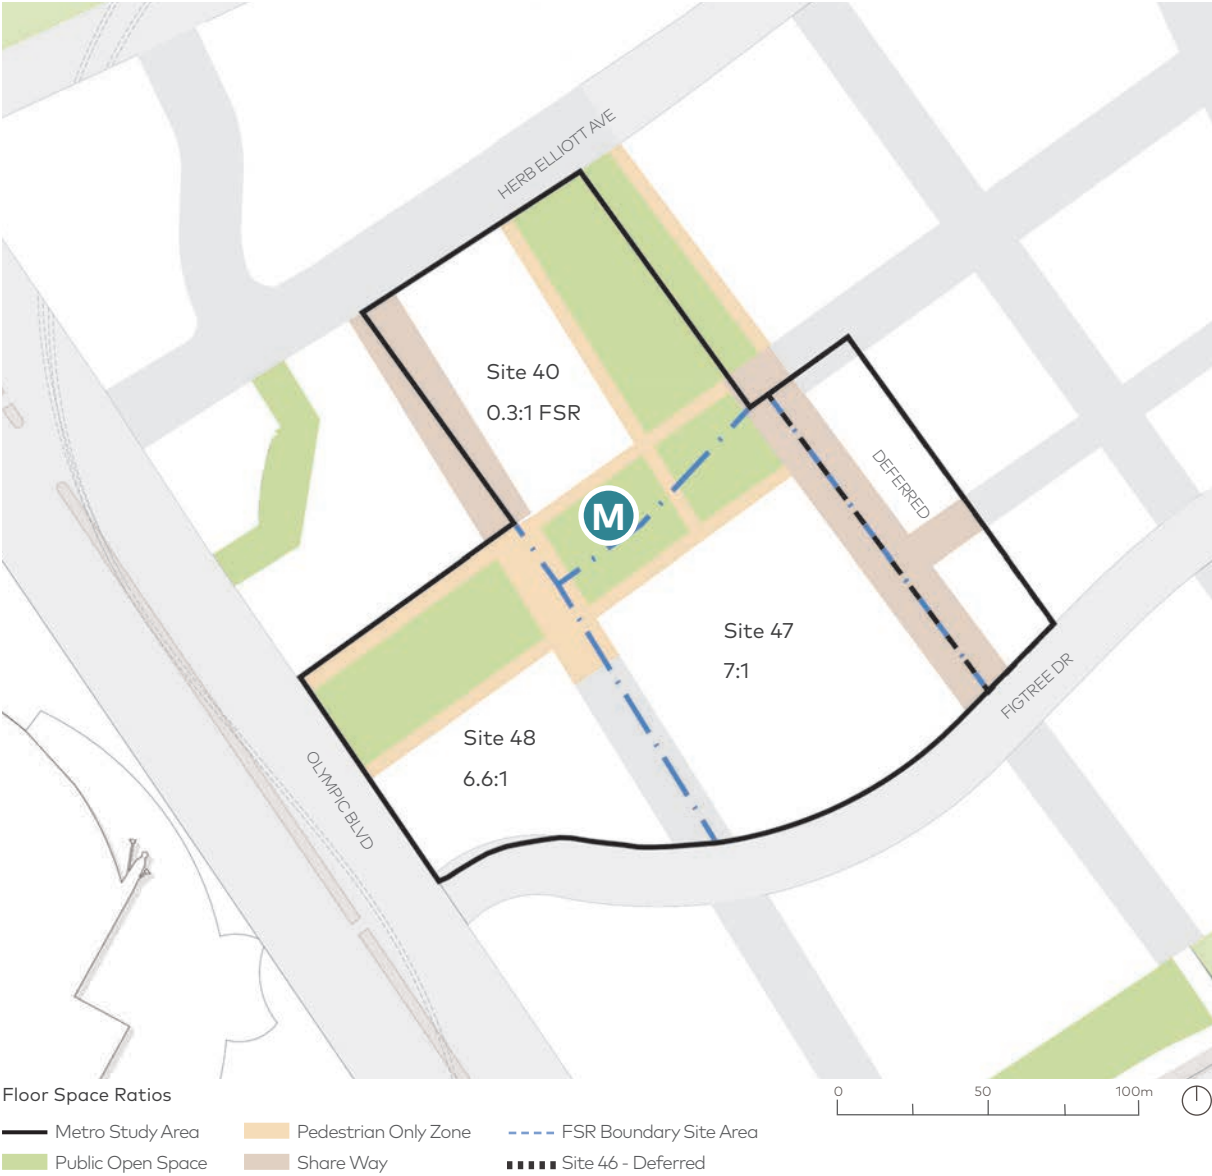 HERB ELLIOTT AVE
Site 40
0.3:1 FSR
DEFERRED
M
Site 47
7:1
FIGTREE DR
Site 48
6.6:1
OLYMPIC BLVD
Floor Space Ratios
0 50 100m
Metro Study Area
Pedestrian Only Zone
FSR Boundary Site Area
Public Open Space
Share Way
Site 46 - Deferred